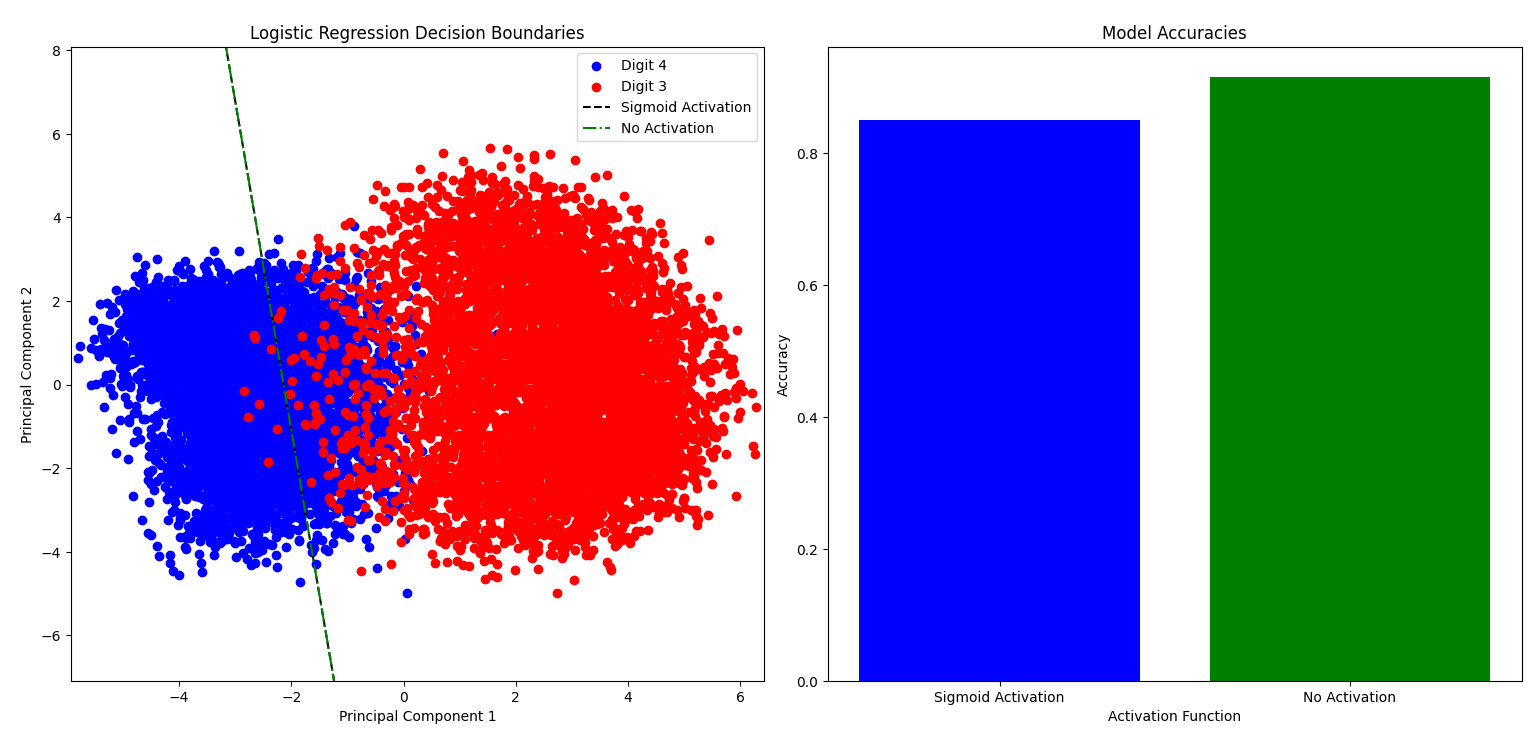 Logistic Regression Decision Boundaries
Digit 4
Digit 3
Sigmoid Activation
No Activation
8
6
4
2
0
−2
−4
−6
Principal Component 2
−4
−2
0
2
4
6
Principal Component 1
Model Accuracies
0.8
0.6
0.4
0.2
0.0
Accuracy
Sigmoid Activation
No Activation
Activation Function